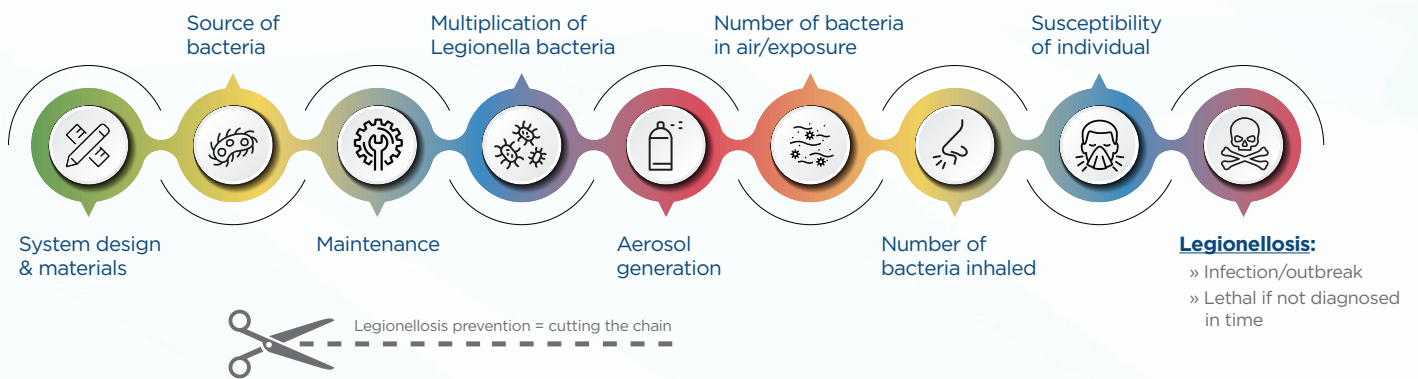 Source of
bacteria
Multiplication of
Legionella bacteria
Number of bacteria
in air/exposure
Susceptibility
of individual
System design
& materials
Maintenance
Aerosol
generation
Number of
bacteria inhaled
Legionellosis:
» Infection/outbreak
» Lethal if not diagnosed
in time
Legionellosis prevention = cutting the chain